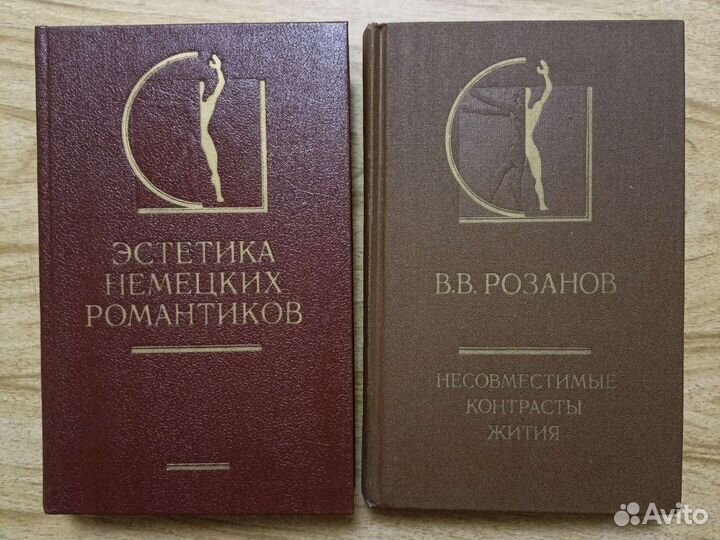 ЭСТЕТИКА
НЕМЕЦКИХ
РОМАНТИКОВ
В.В. РОЗАНОВ
НЕСОВМЕСТИМЫЕ
КОНТРАСТЫ
ЖИТИЯ
Avito